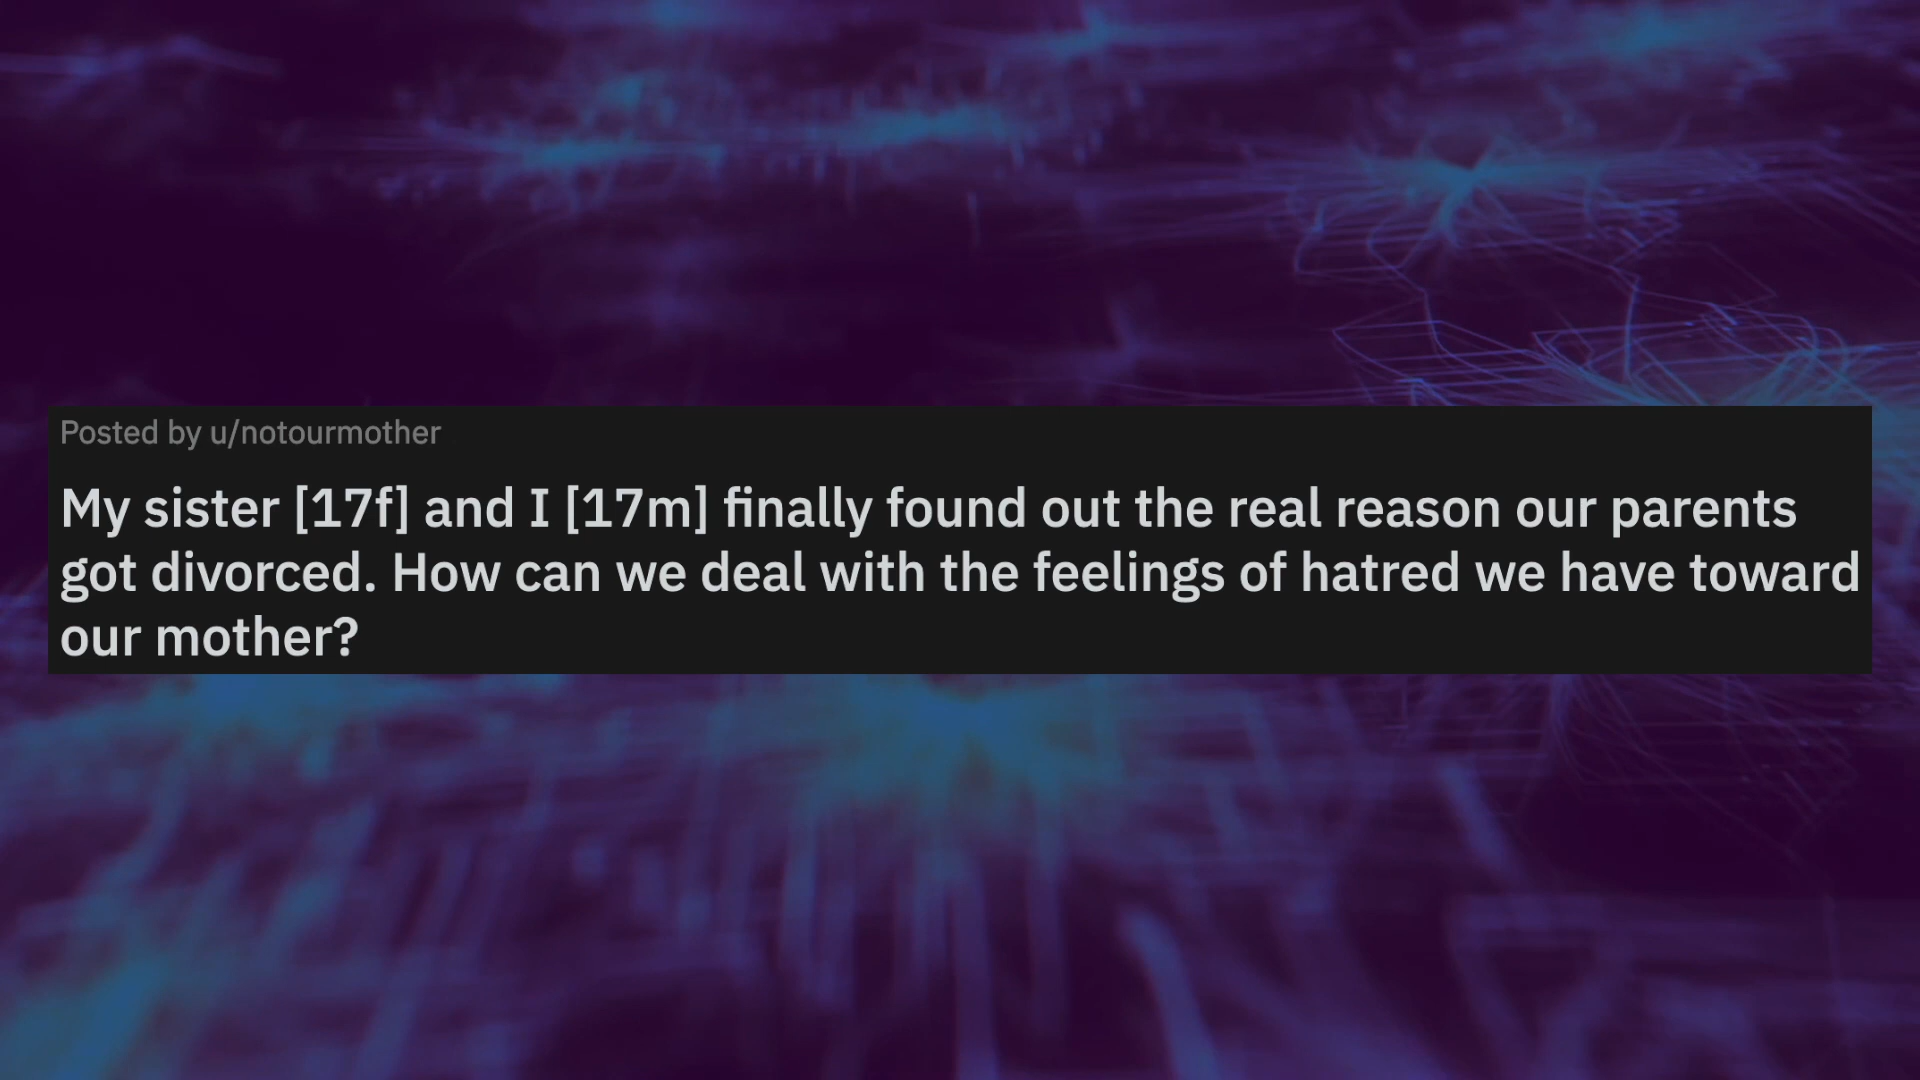 Posted by u/notourmother
My sister [17f] and I [17m] finally found out the real reason our parents
got divorced. How can we deal with the feelings of hatred we have toward
our mother?